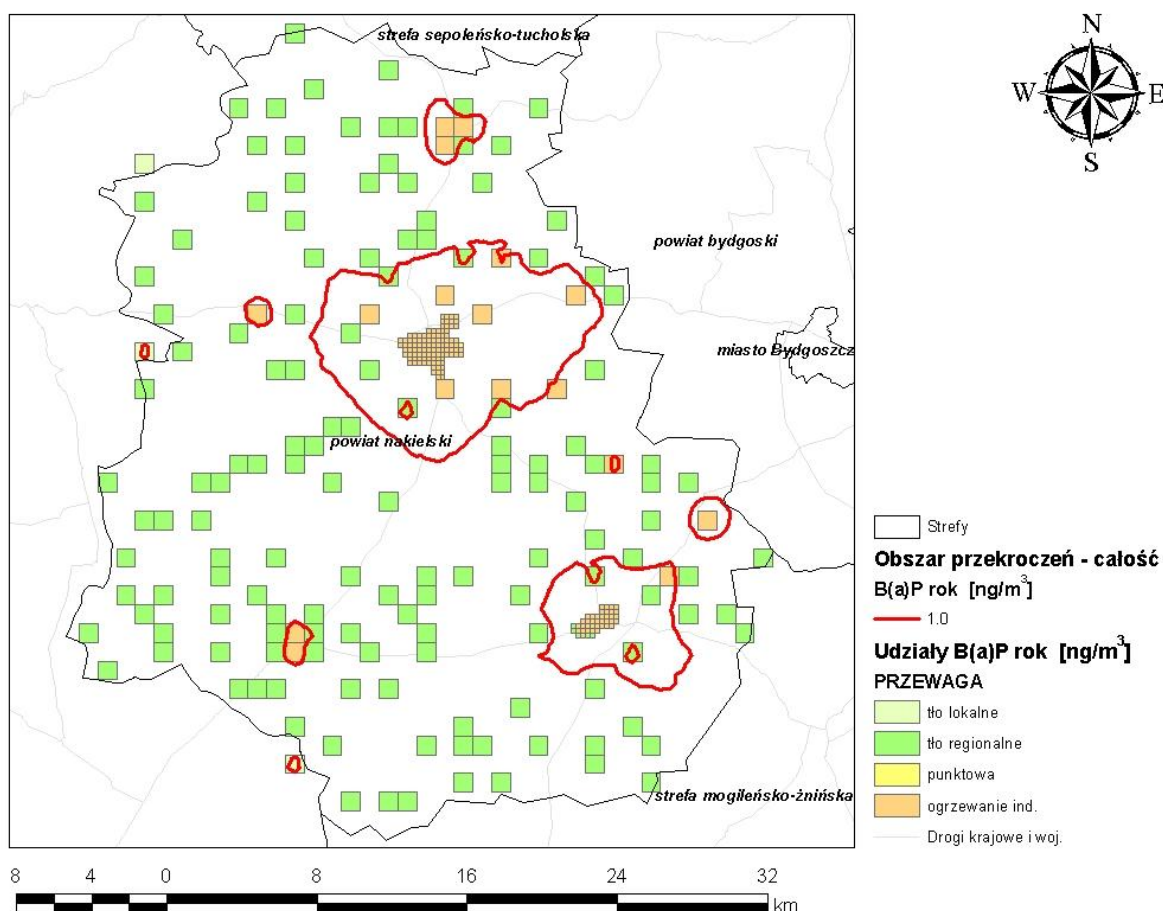 strefa sepoleńsko-tucholska
powiat bydgoski
miasto Bydgoszcz
powiat nakielski
strefa mogileńsko-żnińska
N
W E
S
Strefy
Obszar przekroczeń - całość
B(a)P rok [ng/m³]
1.0
Udziały B(a)P rok [ng/m³]
PRZEWAGA
tło lokalne
tło regionalne
punktowa
ogrzewanie ind.
Drogi krajowe i woj.
8 4 0 8 16 24 32
km